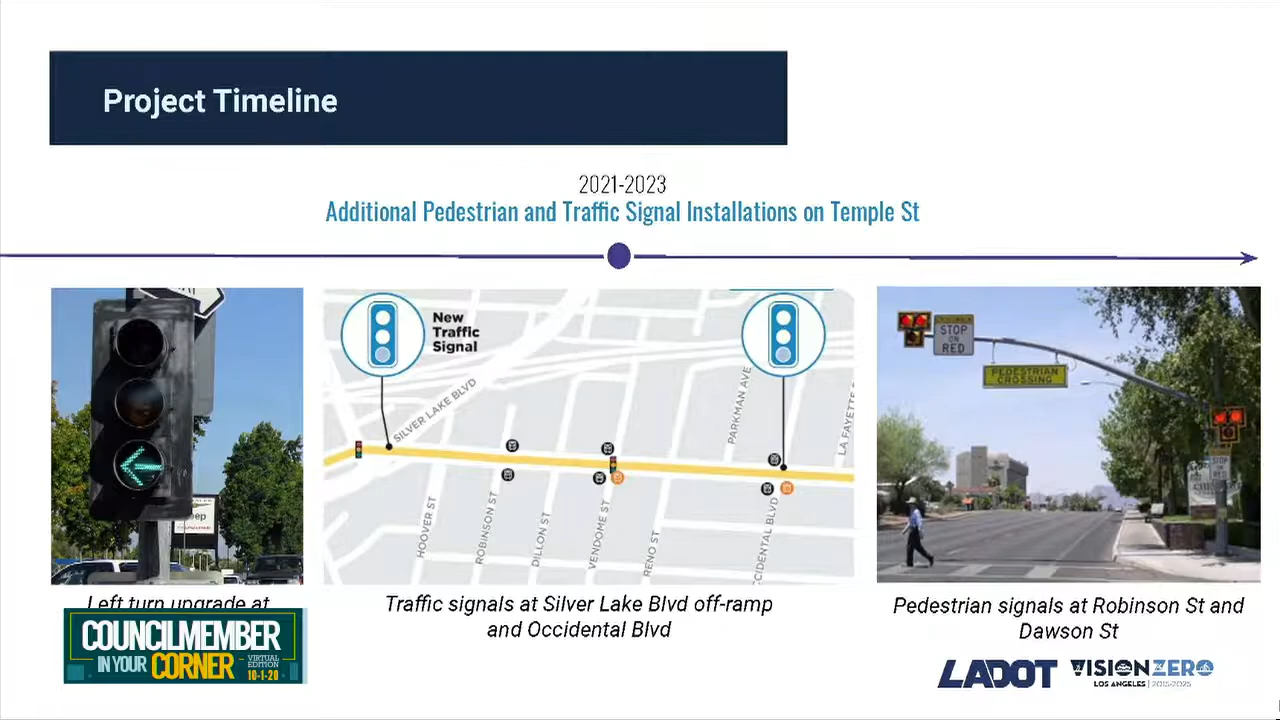 Project Timeline
2021-2023
Additional Pedestrian and Traffic Signal Installations on Temple St
New
Traffic
Signal
SILVER LAKE BLVD
PARKMAN AVE
LA FAYETTE
HOOVER ST
ROBINSON ST
DILLON ST
VENDOME ST
RENO ST
CCIDENTAL BLVD
STOP
ON
RED
PEDESTRIAN
CROSSING
STOP
Left turn upgrade at
Traffic signals at Silver Lake Blvd off-ramp
and Occidental Blvd
Pedestrian signals at Robinson St and
Dawson St
COUNCILMEMBER
IN YOUR CORNER
VIRTUAL
EDITION
10-1-20
LADOT
VISION ZERO
LOS ANGELES | 2015-2025